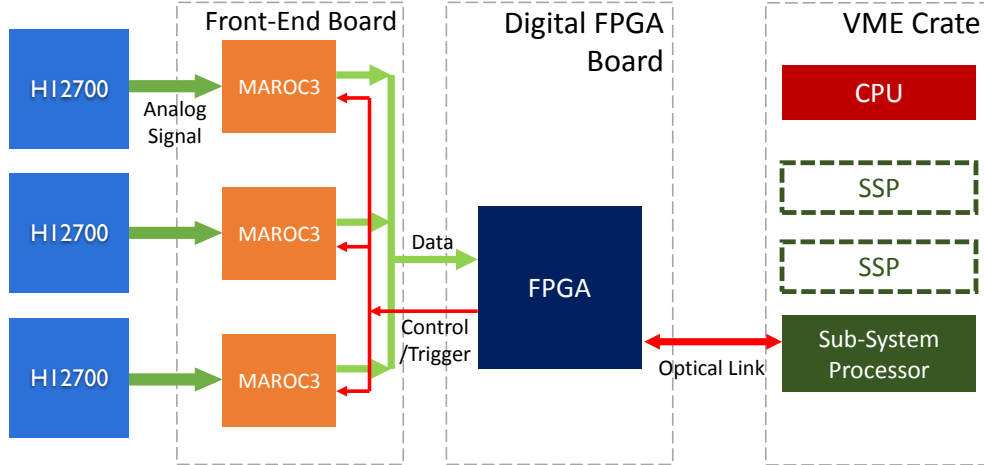 Front-End Board
Digital FPGA
Board
VME Crate
H12700
MAROC3
Analog
Signal
CPU
H12700
MAROC3
SSP
Data
SSP
FPGA
H12700
MAROC3
Control
/Trigger
Optical Link
Sub-System
Processor